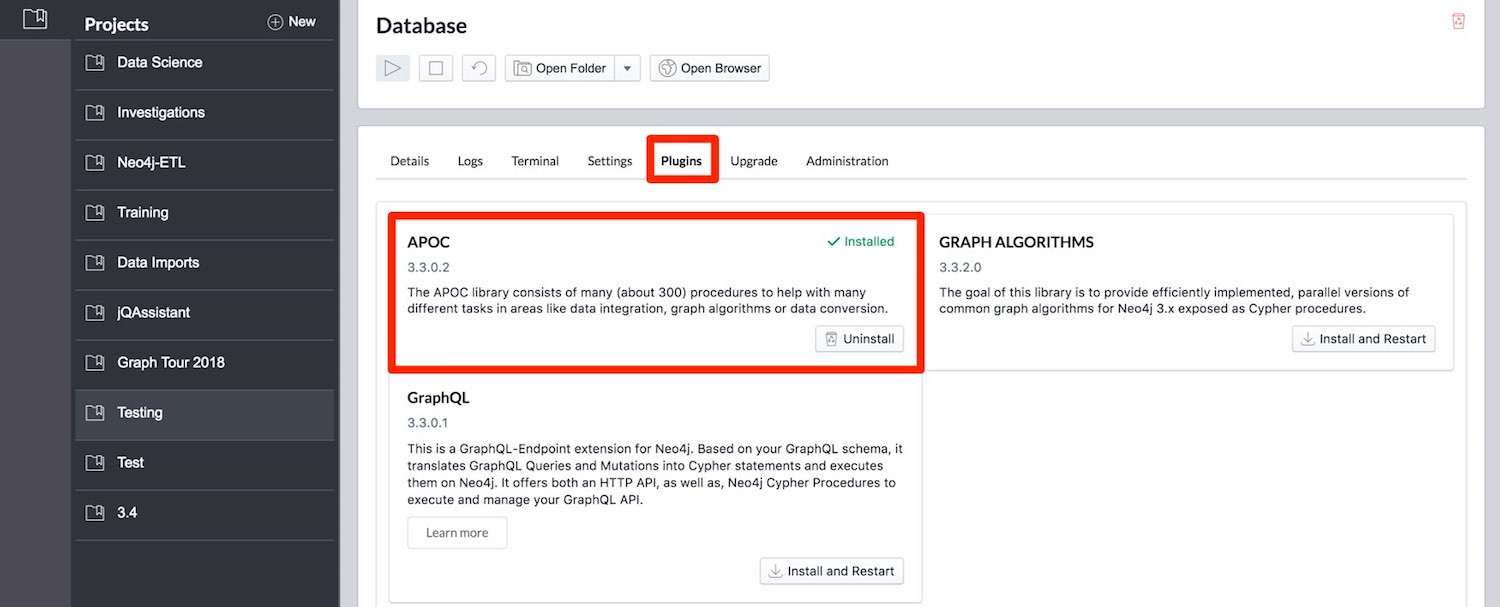 Projects
New
Data Science
Investigations
Neo4j-ETL
Training
Data Imports
jQAssistant
Graph Tour 2018
Testing
Test
3.4
Database
Open Folder
Open Browser
Details Logs Terminal Settings Plugins Upgrade Administration
APOC
Installed
3.3.0.2
The APOC library consists of many (about 300) procedures to help with many
different tasks in areas like data integration, graph algorithms or data conversion.
Uninstall
GRAPH ALGORITHMS
3.3.2.0
The goal of this library is to provide efficiently implemented, parallel versions of
common graph algorithms for Neo4j 3.x exposed as Cypher procedures.
Install and Restart
GraphQL
3.3.0.1
This is a GraphQL-Endpoint extension for Neo4j. Based on your GraphQL schema, it
translates GraphQL Queries and Mutations into Cypher statements and executes
them on Neo4j. It offers both an HTTP API, as well as, Neo4j Cypher Procedures to
execute and manage your GraphQL API.
Learn more
Install and Restart